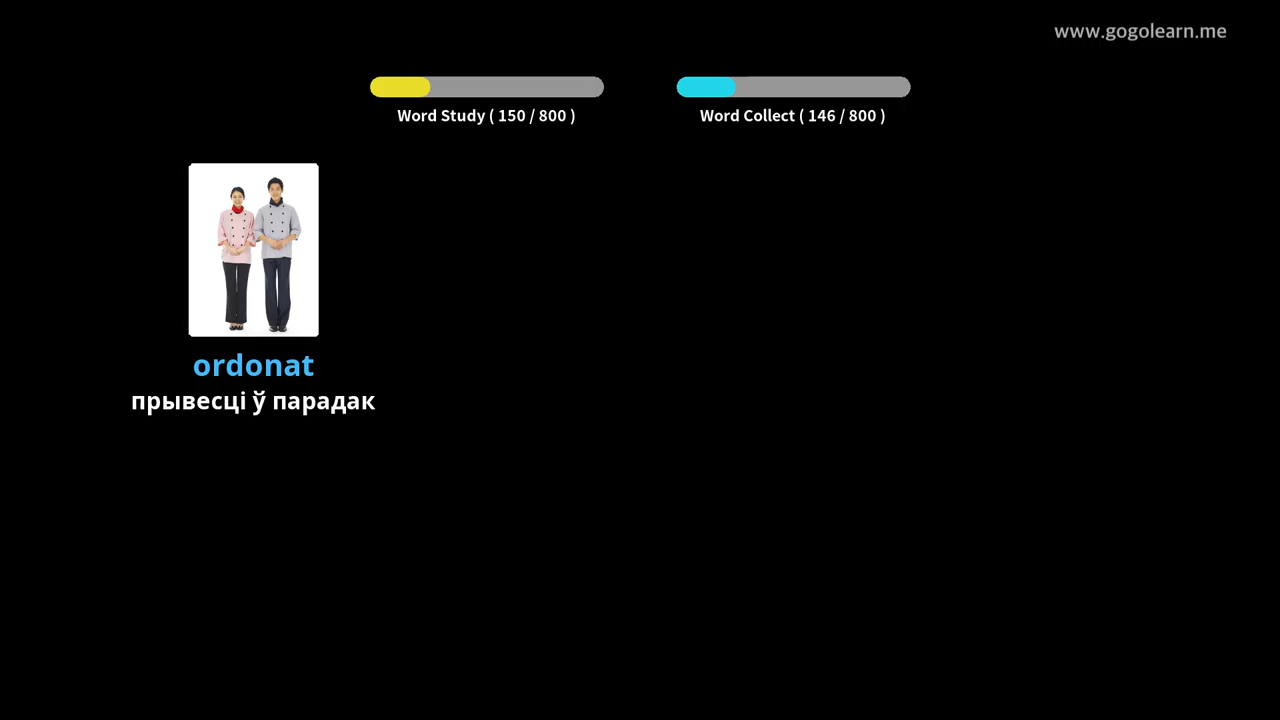 www.gogolearn.me
Word Study ( 150 / 800 )
Word Collect ( 146 / 800 )
ordonat
прывесці ў парадак